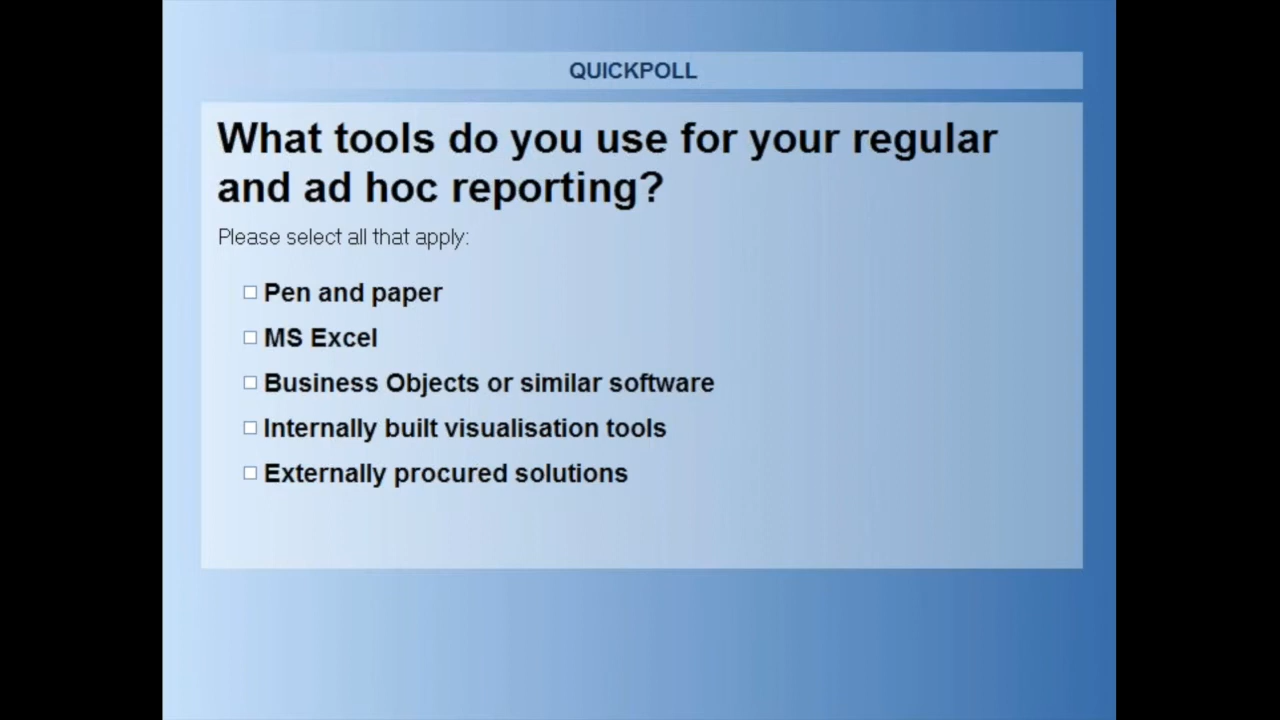 QUICKPOLL
What tools do you use for your regular
and ad hoc reporting?
Please select all that apply:
Pen and paper
MS Excel
Business Objects or similar software
Internally built visualisation tools
Externally procured solutions